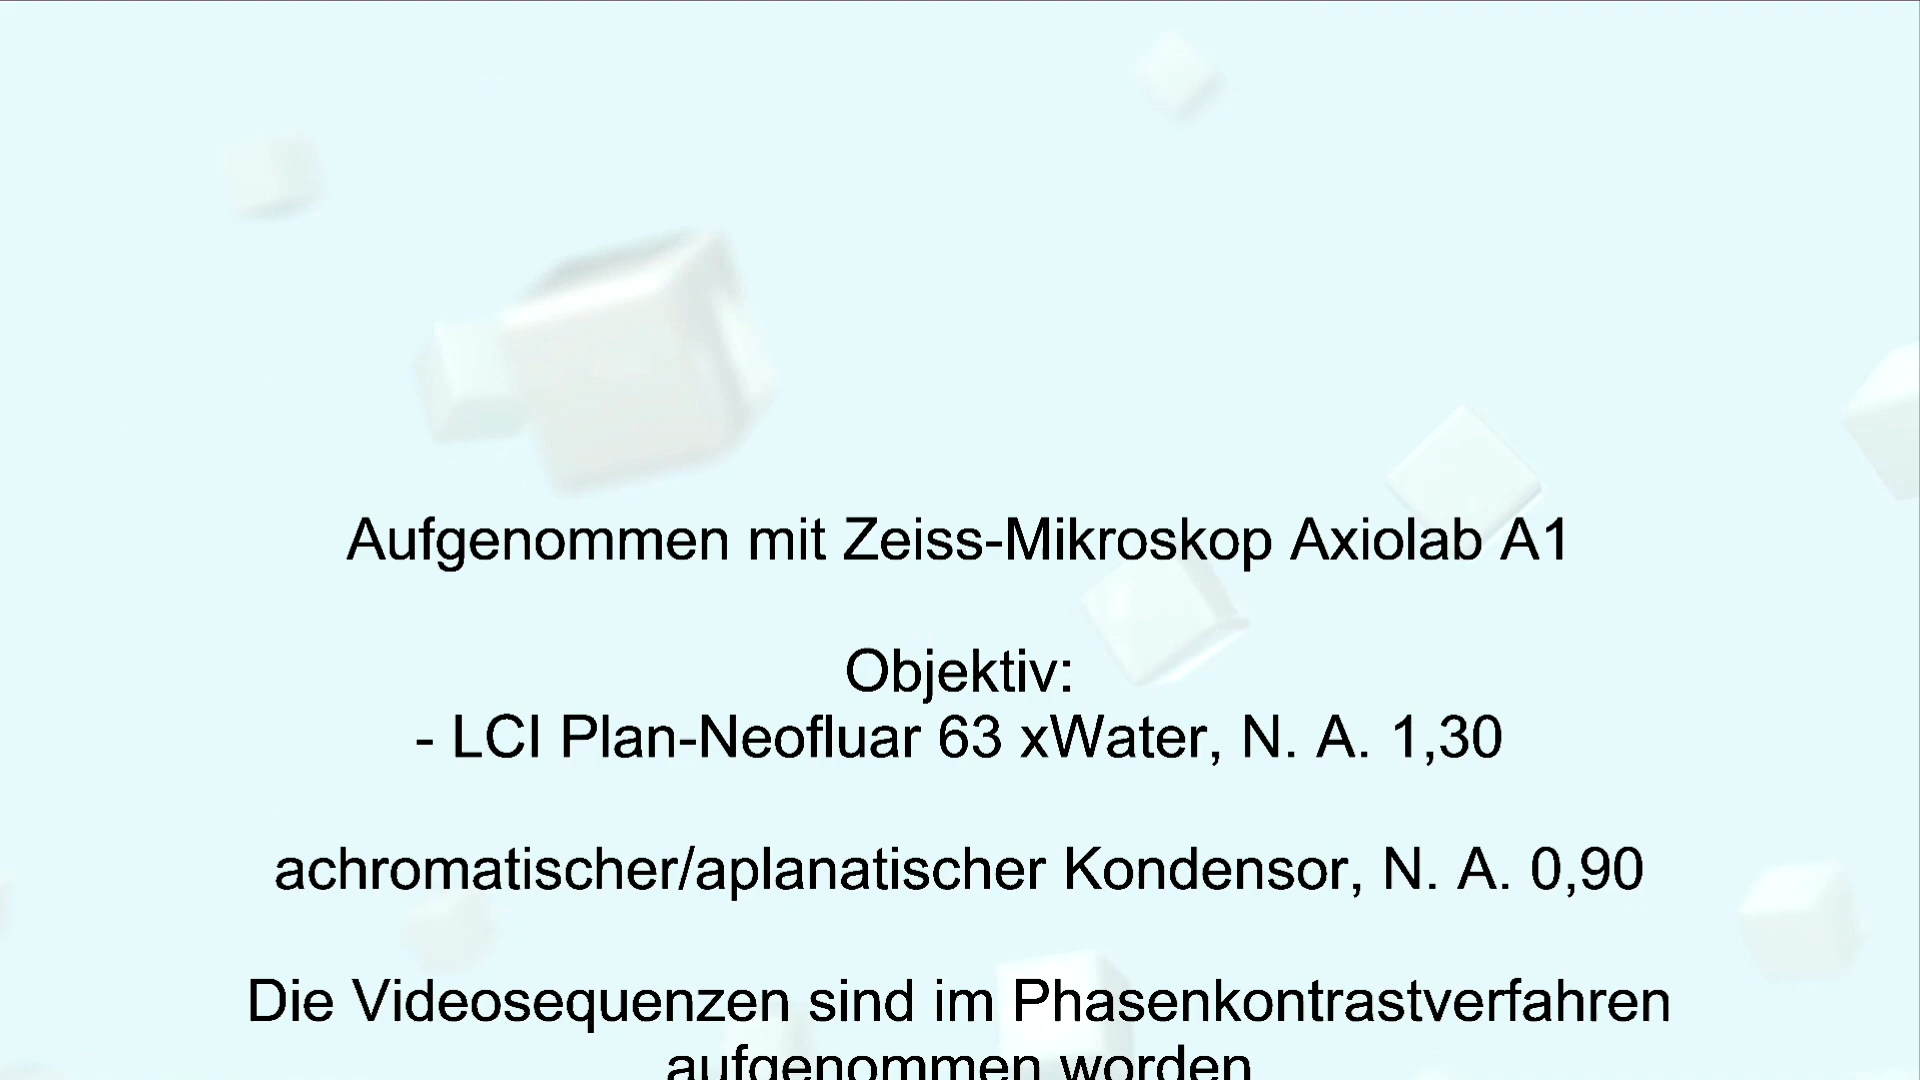 Aufgenommen mit Zeiss-Mikroskop Axiolab A1
Objektiv:
- LCI Plan-Neofluar 63 xWater, N. A. 1,30
achromatischer/aplanatischer Kondensor, N. A. 0,90
Die Videosequenzen sind im Phasenkontrastverfahren
aufgenommen worden